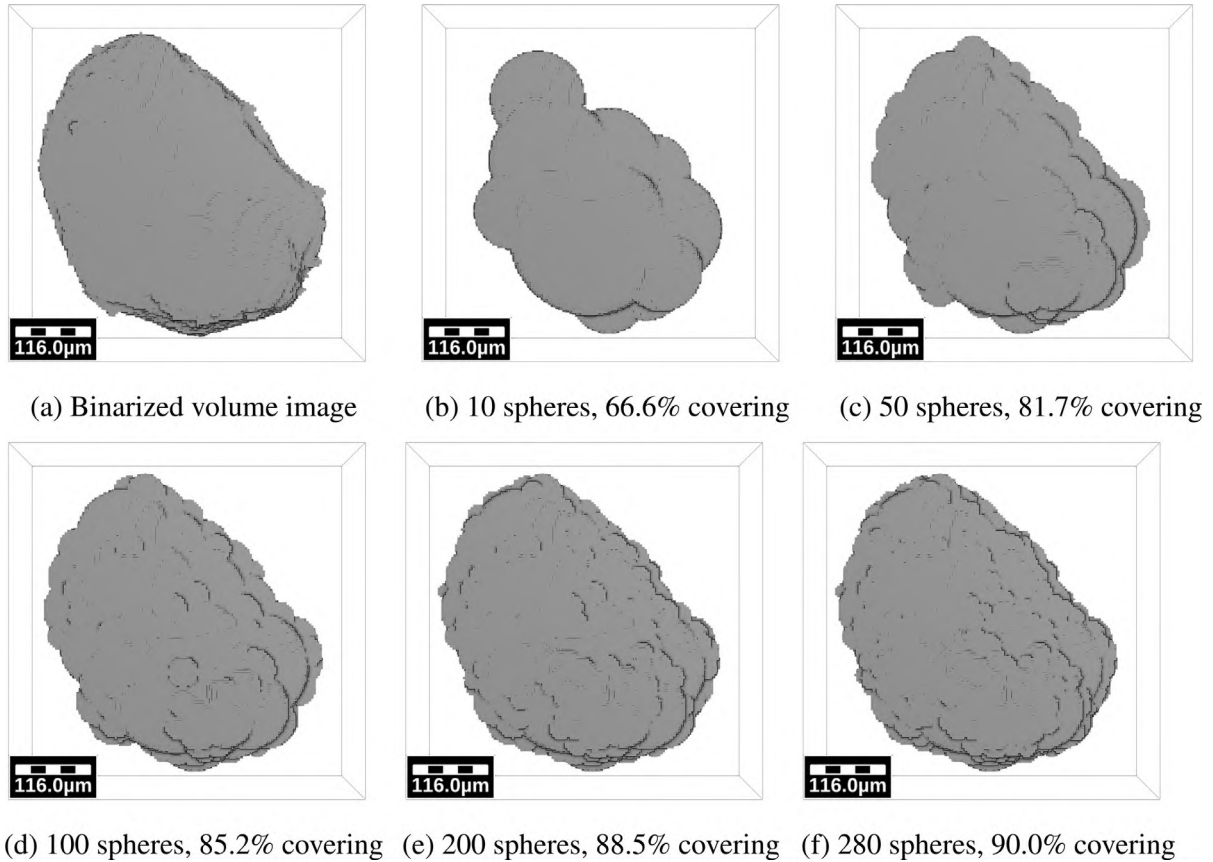 116.0µm
116.0µm
116.0µm
(a) Binarized volume image
(b) 10 spheres, 66.6% covering
(c) 50 spheres, 81.7% covering
116.0µm
116.0µm
116.0µm
(d) 100 spheres, 85.2% covering
(e) 200 spheres, 88.5% covering
(f) 280 spheres, 90.0% covering